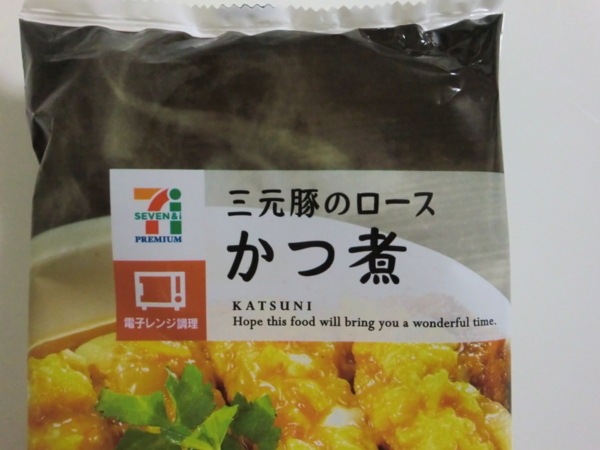 三元豚のロース
かつ煮
KATSUNI
Hope this food will bring you a wonderful time.
7i
SEVEN&i
PREMIUM
電子レンジ調理